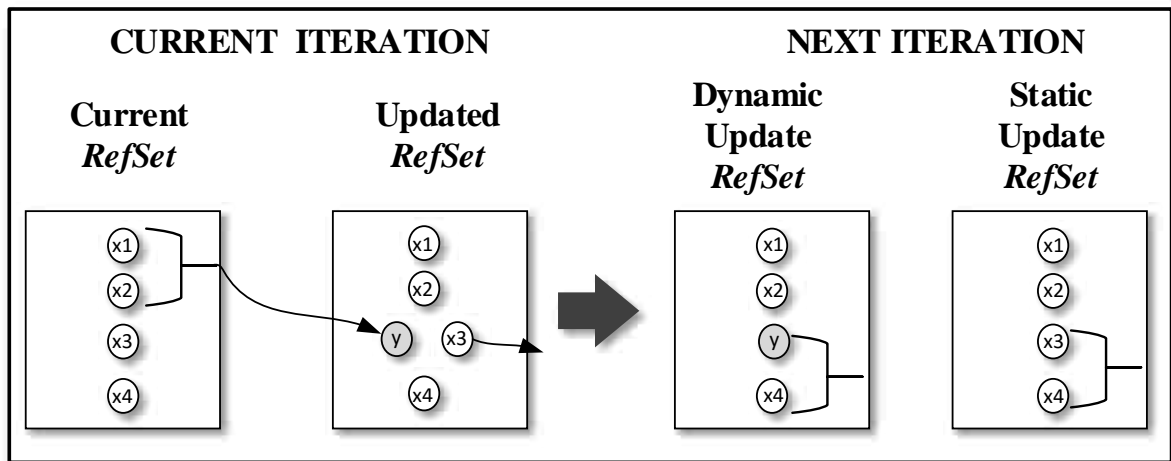 CURRENT ITERATION
NEXT ITERATION
Current
RefSet
Updated
RefSet
Dynamic
Update
RefSet
Static
Update
RefSet
x1
x2
x3
x4
x1
x2
y
x3
x4
x1
x2
y
x4
x1
x2
x3
x4